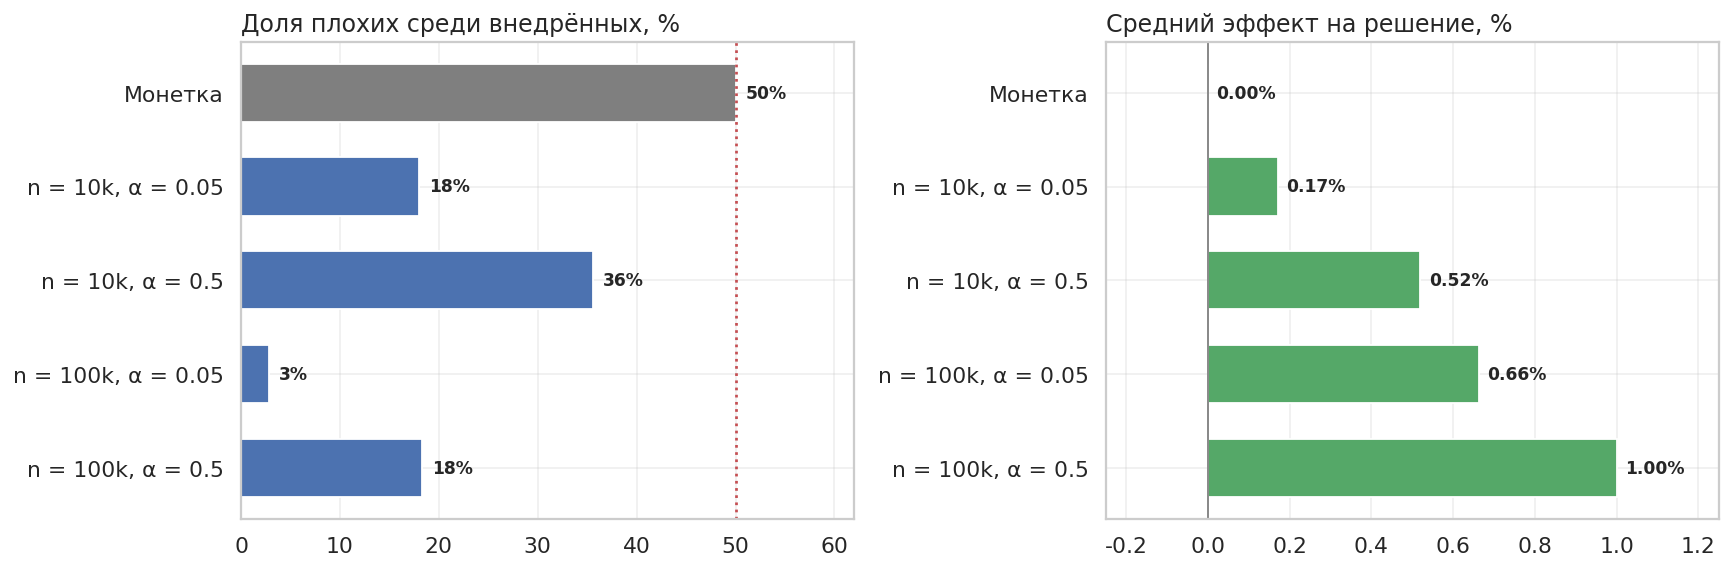 Доля плохих среди внедрённых, %
Монетка
50%
n = 10k, α = 0.05
18%
n = 10k, α = 0.5
36%
n = 100k, α = 0.05
3%
n = 100k, α = 0.5
18%
0 10 20 30 40 50 60
Средний эффект на решение, %
Монетка
0.00%
n = 10k, α = 0.05
0.17%
n = 10k, α = 0.5
0.52%
n = 100k, α = 0.05
0.66%
n = 100k, α = 0.5
1.00%
-0.2 0.0 0.2 0.4 0.6 0.8 1.0 1.2